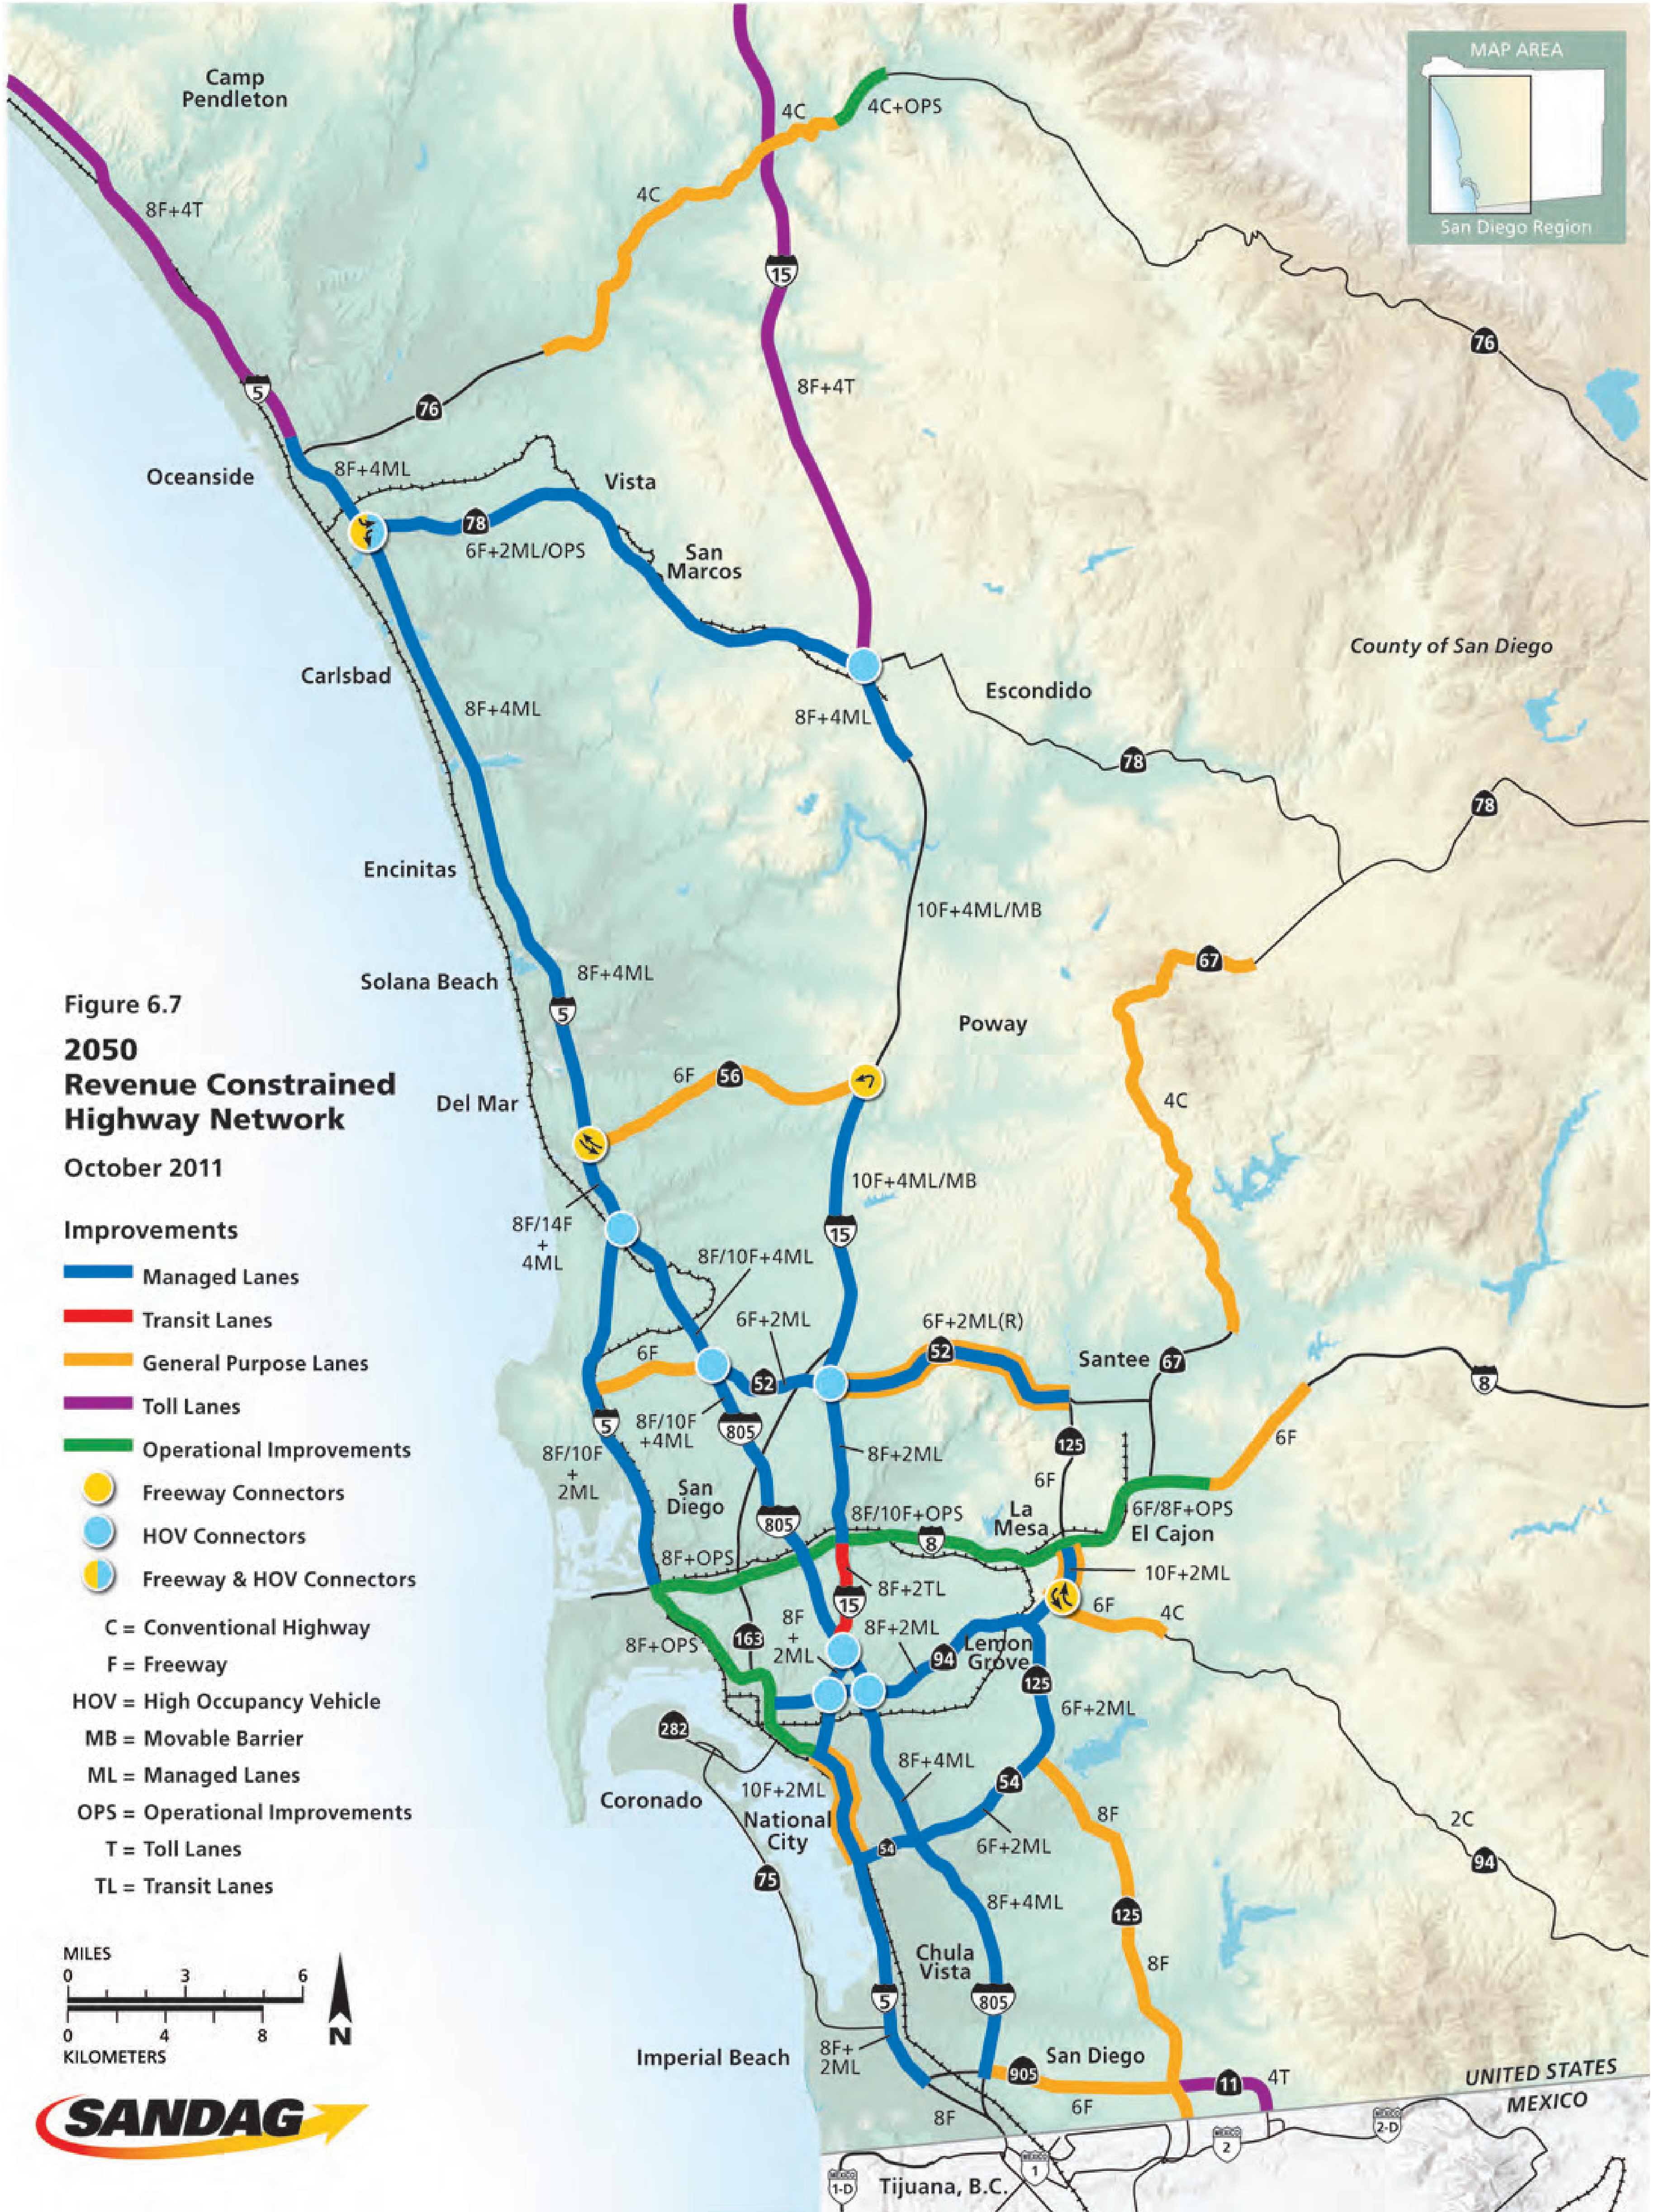 Camp
Pendleton
4C
4C+OPS
MAP AREA
San Diego Region
8F+4T
4C
15
76
5
8F+4T
76
Oceanside
8F+4ML
Vista
78
6F+2ML/OPS
San
Marcos
County of San Diego
Carlsbad
Escondido
8F+4ML
8F+4ML
78
78
Encinitas
10F+4ML/MB
67
8F+4ML
Solana Beach
5
Poway
Figure 6.7
2050
Revenue Constrained
Highway Network
October 2011
6F
56
Del Mar
4C
10F+4ML/MB
8F/14F
+
4ML
15
8F/10F+4ML
6F+2ML
6F+2ML(R)
6F
52
52
Santee
67
8
Improvements
Managed Lanes
Transit Lanes
General Purpose Lanes
Toll Lanes
Operational Improvements
Freeway Connectors
HOV Connectors
Freeway & HOV Connectors
C = Conventional Highway
F = Freeway
HOV = High Occupancy Vehicle
MB = Movable Barrier
ML = Managed Lanes
OPS = Operational Improvements
T = Toll Lanes
TL = Transit Lanes
5
8F/10F
+4ML
805
125
6F
8F/10F
+
2ML
8F+2ML
6F
San
Diego
805
8F/10F+OPS
8
La
Mesa
6F/8F+OPS
El Cajon
8F+OPS
10F+2ML
8F+2TL
15
6F
4C
8F
+
2ML
8F+2ML
163
8F+OPS
94
Lemon
Grove
125
6F+2ML
282
8F+4ML
54
10F+2ML
Coronado
National
City
8F
54
6F+2ML
2C
94
75
8F+4ML
125
Chula
Vista
8F
5
805
8F+
2ML
Imperial Beach
905
San Diego
11
4T
6F
8F
UNITED STATES
MEXICO
MEXICO
2-D
MEXICO
2
MEXICO
1
MEXICO
1-D
Tijuana, B.C.
MILES
0 3 6
0 4 8
KILOMETERS
N
SANDAG